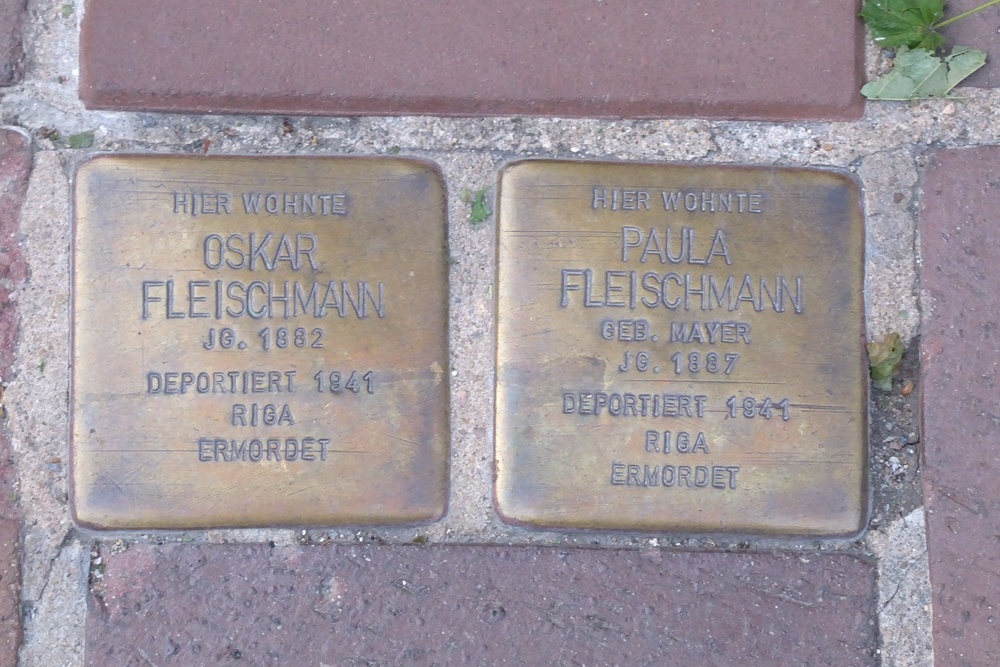 HIER WOHNTE
OSKAR
FLEISCHMANN
JG. 1882
DEPORTIERT 1941
RIGA
ERMORDET
HIER WOHNTE
PAULA
FLEISCHMANN
GEB. MAYER
JG. 1887
DEPORTIERT 1941
RIGA
ERMORDET